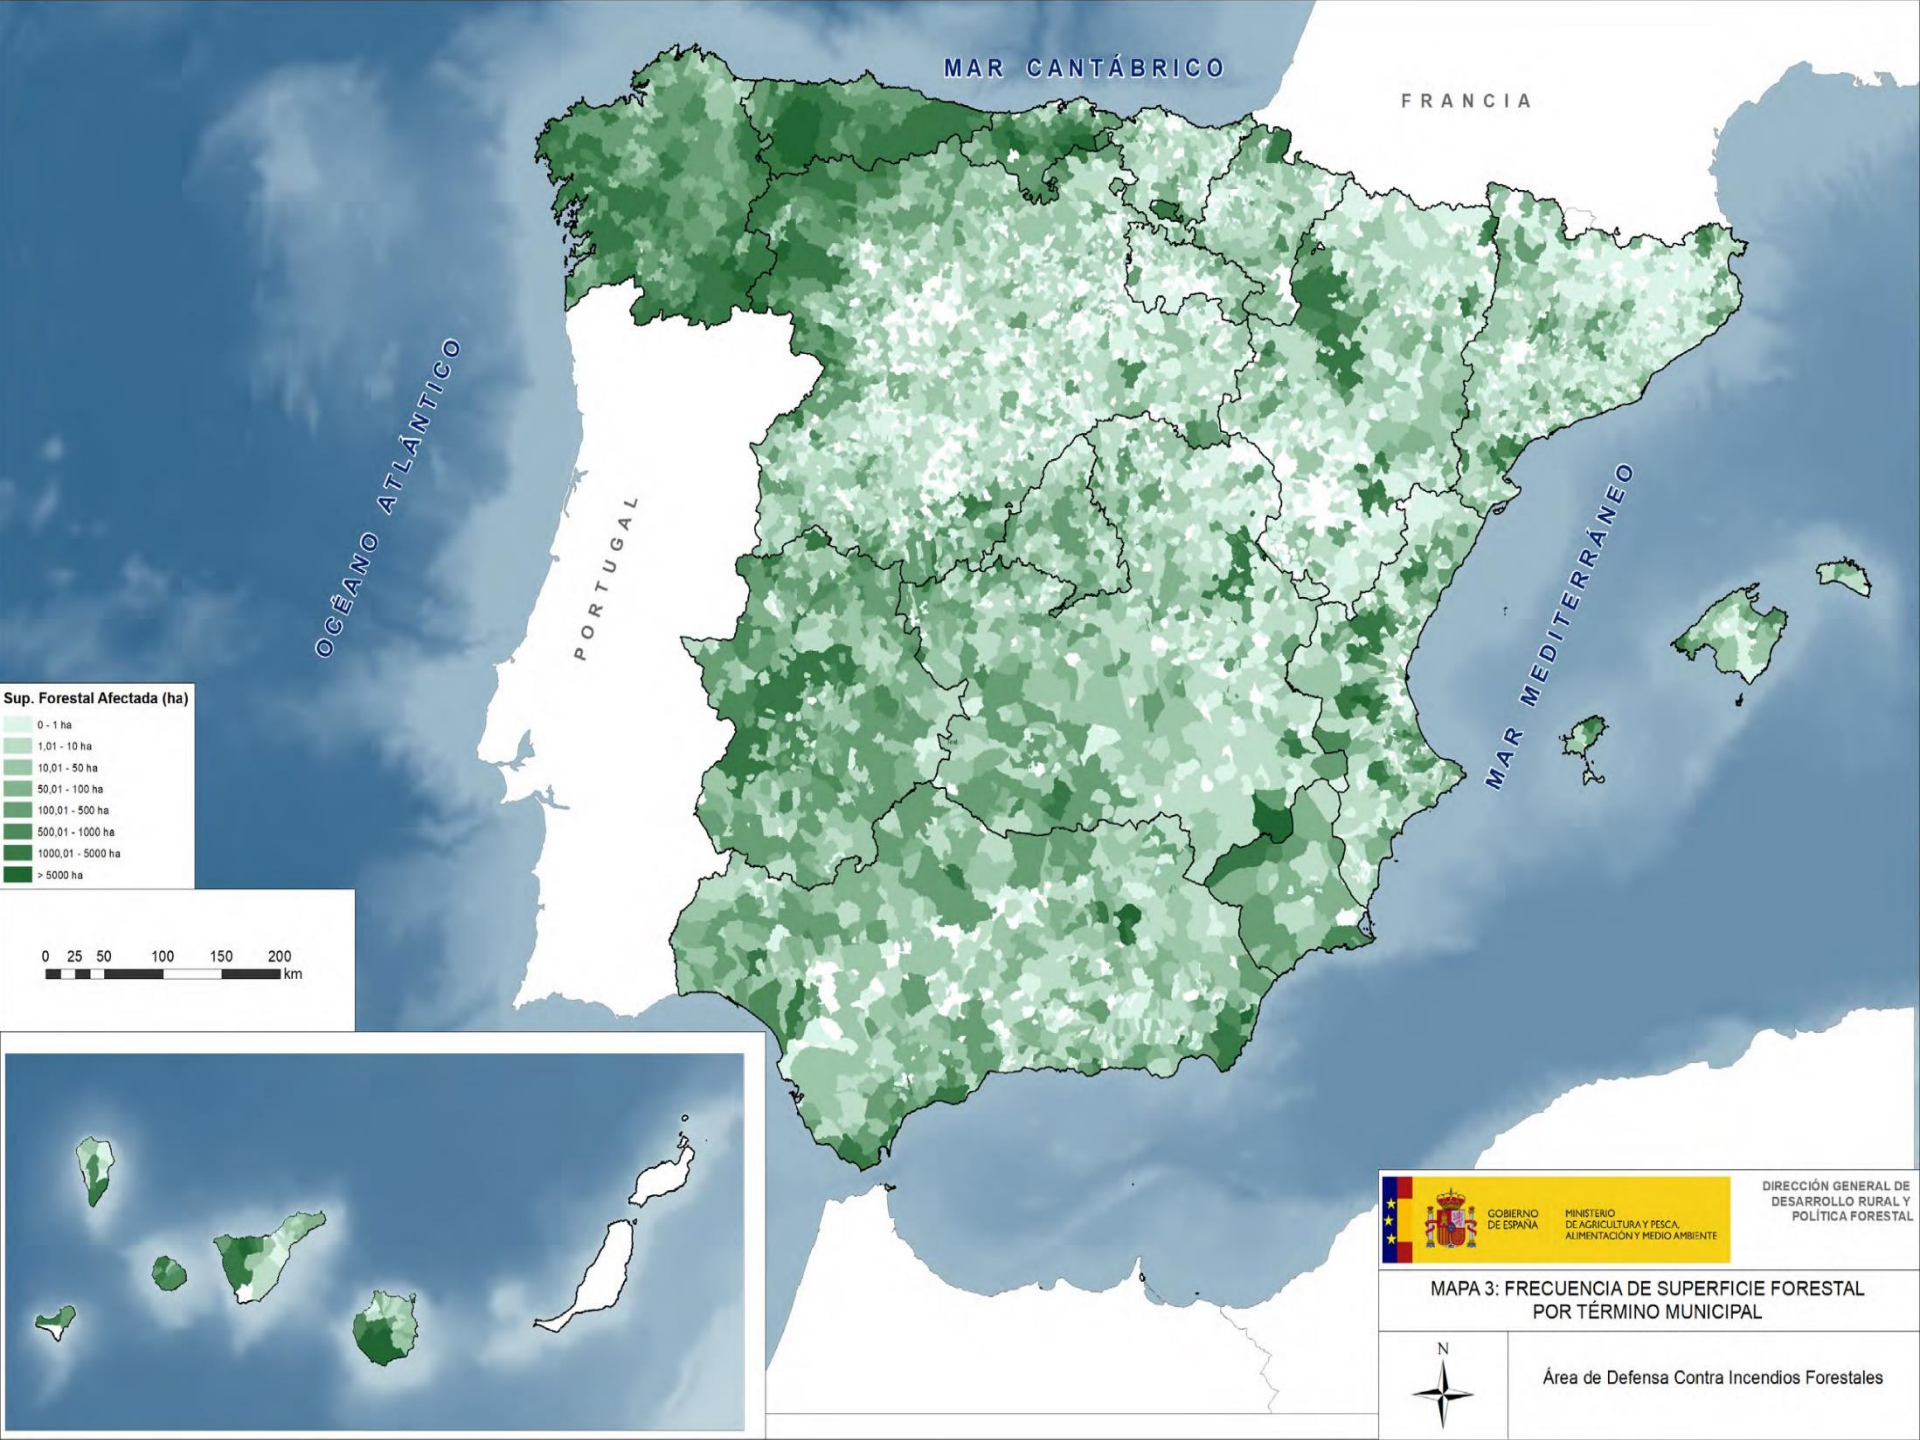 MAR CANTÁBRICO
FRANCIA
OCÉANO ATLÁNTICO
PORTUGAL
MAR MEDITERRÁNEO
Sup. Forestal Afectada (ha)
0 - 1 ha
1,01 - 10 ha
10,01 - 50 ha
50,01 - 100 ha
100,01 - 500 ha
500,01 - 1000 ha
1000,01 - 5000 ha
> 5000 ha
0 25 50 100 150 200
km
GOBIERNO
DE ESPAÑA
MINISTERIO
DE AGRICULTURA Y PESCA,
ALIMENTACIÓN Y MEDIO AMBIENTE
DIRECCIÓN GENERAL DE
DESARROLLO RURAL Y
POLÍTICA FORESTAL
MAPA 3: FRECUENCIA DE SUPERFICIE FORESTAL
POR TÉRMINO MUNICIPAL
N
Área de Defensa Contra Incendios Forestales